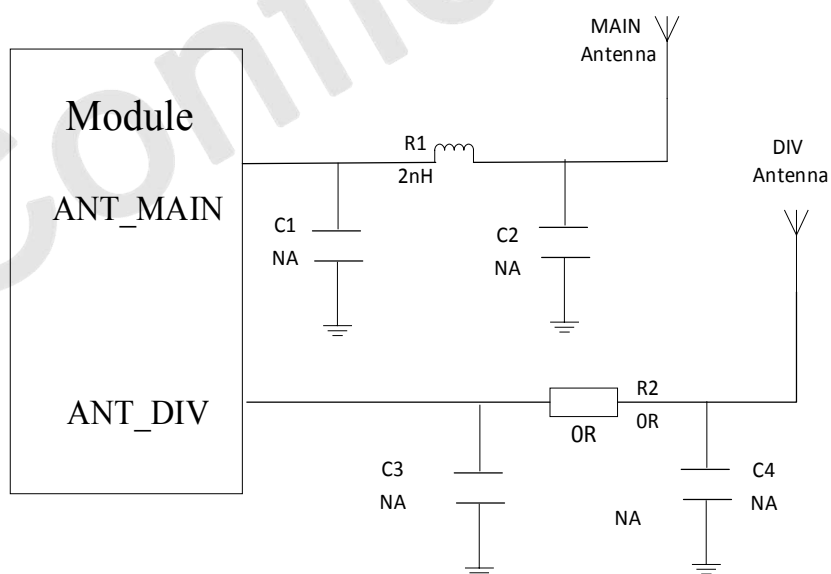 MAIN
Antenna
Module
R1
2nH
DIV
Antenna
ANT_MAIN
C1
NA
C2
NA
ANT_DIV
R2
0R
0R
C3
NA
C4
NA
NA